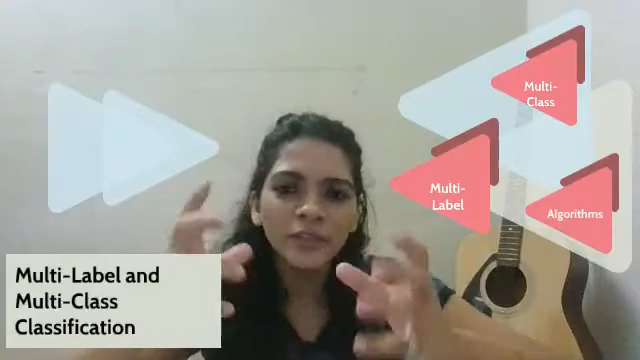 Multi-
Class
Multi-
Label
Algorithms
Multi-Label and
Multi-Class
Classification